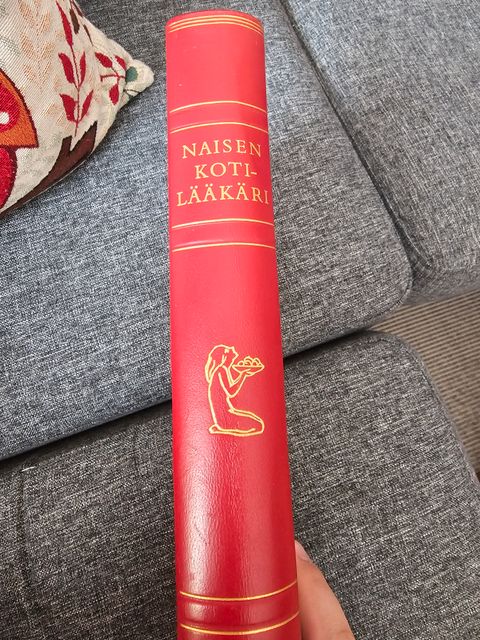 NAISEN
KOTI-
LÄÄKÄRI